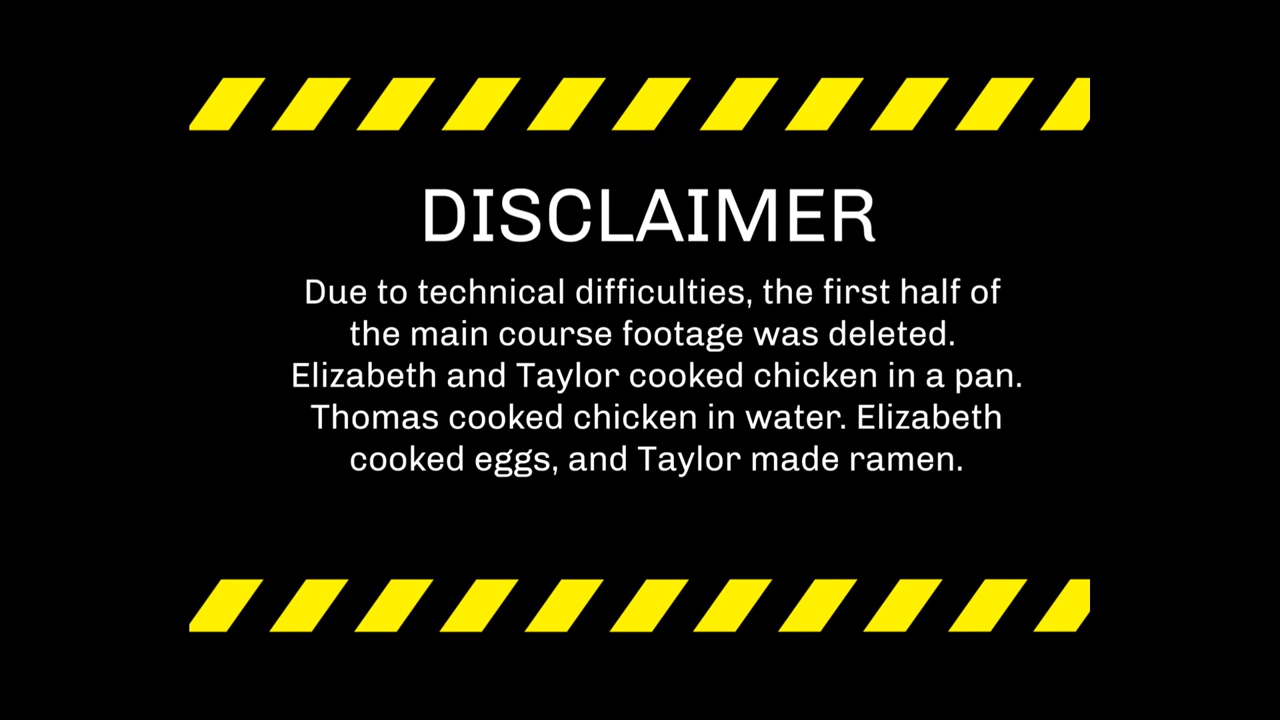 DISCLAIMER
Due to technical difficulties, the first half of
the main course footage was deleted.
Elizabeth and Taylor cooked chicken in a pan.
Thomas cooked chicken in water. Elizabeth
cooked eggs, and Taylor made ramen.